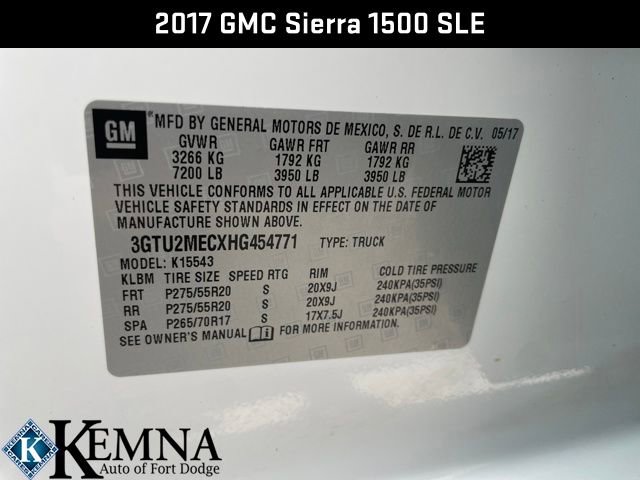 2017 GMC Sierra 1500 SLE
GM
MFD BY GENERAL MOTORS DE MEXICO, S. DE R.L. DE C.V. 05/17
GVWR GAWR FRT GAWR RR
3266 KG 1792 KG 1792 KG
7200 LB 3950 LB 3950 LB
THIS VEHICLE CONFORMS TO ALL APPLICABLE U.S. FEDERAL MOTOR
VEHICLE SAFETY STANDARDS IN EFFECT ON THE DATE OF
MANUFACTURE SHOWN ABOVE.
3GTU2MECXHG454771 TYPE: TRUCK
MODEL: K15543
KLBM TIRE SIZE SPEED RTG RIM COLD TIRE PRESSURE
FRT P275/55R20 S 20X9J 240KPA(35PSI)
RR P275/55R20 S 20X9J 240KPA(35PSI)
SPA P265/70R17 S 17X7.5J 240KPA(35PSI)
SEE OWNER'S MANUAL FOR MORE INFORMATION.
KEMNA
Auto of Fort Dodge